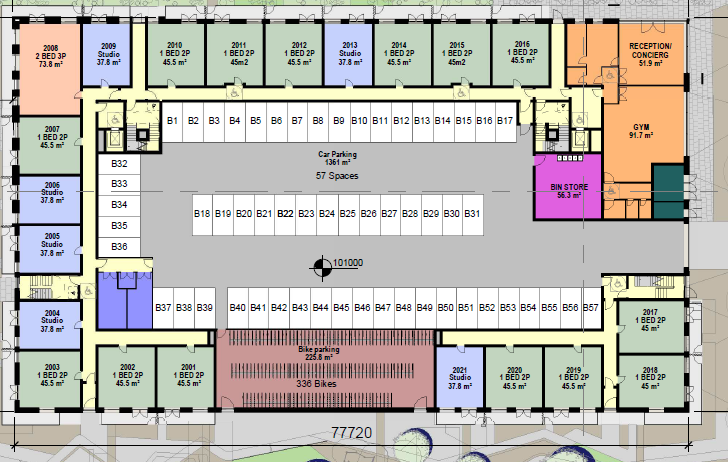 2008
2 BED 3P
73.8 m²
2009
Studio
37.8 m²
2010
1 BED 2P
45.5 m²
2011
1 BED 2P
45m2
2012
1 BED 2P
45.5 m²
2013
Studio
37.8 m²
2014
1 BED 2P
45.5 m²
2015
1 BED 2P
45m2
2016
1 BED 2P
45.5 m²
RECEPTION/
CONCIERG
51.9 m²
GYM
91.7 m²
B1 B2 B3 B4 B5 B6 B7 B8 B9 B10 B11 B12 B13 B14 B15 B16 B17
2007
1 BED 2P
45.5 m²
Car Parking
1361 m²
57 Spaces
B32
B33
B34
B35
B36
BIN STORE
56.3 m²
2006
Studio
37.8 m²
B18 B19 B20 B21 B22 B23 B24 B25 B26 B27 B28 B29 B30 B31
2005
Studio
37.8 m²
101000
B37 B38 B39 B40 B41 B42 B43 B44 B45 B46 B47 B48 B49 B50 B51 B52 B53 B54 B55 B56 B57
2004
Studio
37.8 m²
2017
1 BED 2P
45 m²
Bike parking
225.8 m²
336 Bikes
2003
1 BED 2P
45.5 m²
2002
1 BED 2P
45.5 m²
2001
1 BED 2P
45.5 m²
2021
Studio
37.8 m²
2020
1 BED 2P
45.5 m²
2019
1 BED 2P
45.5 m²
2018
1 BED 2P
45 m²
77720